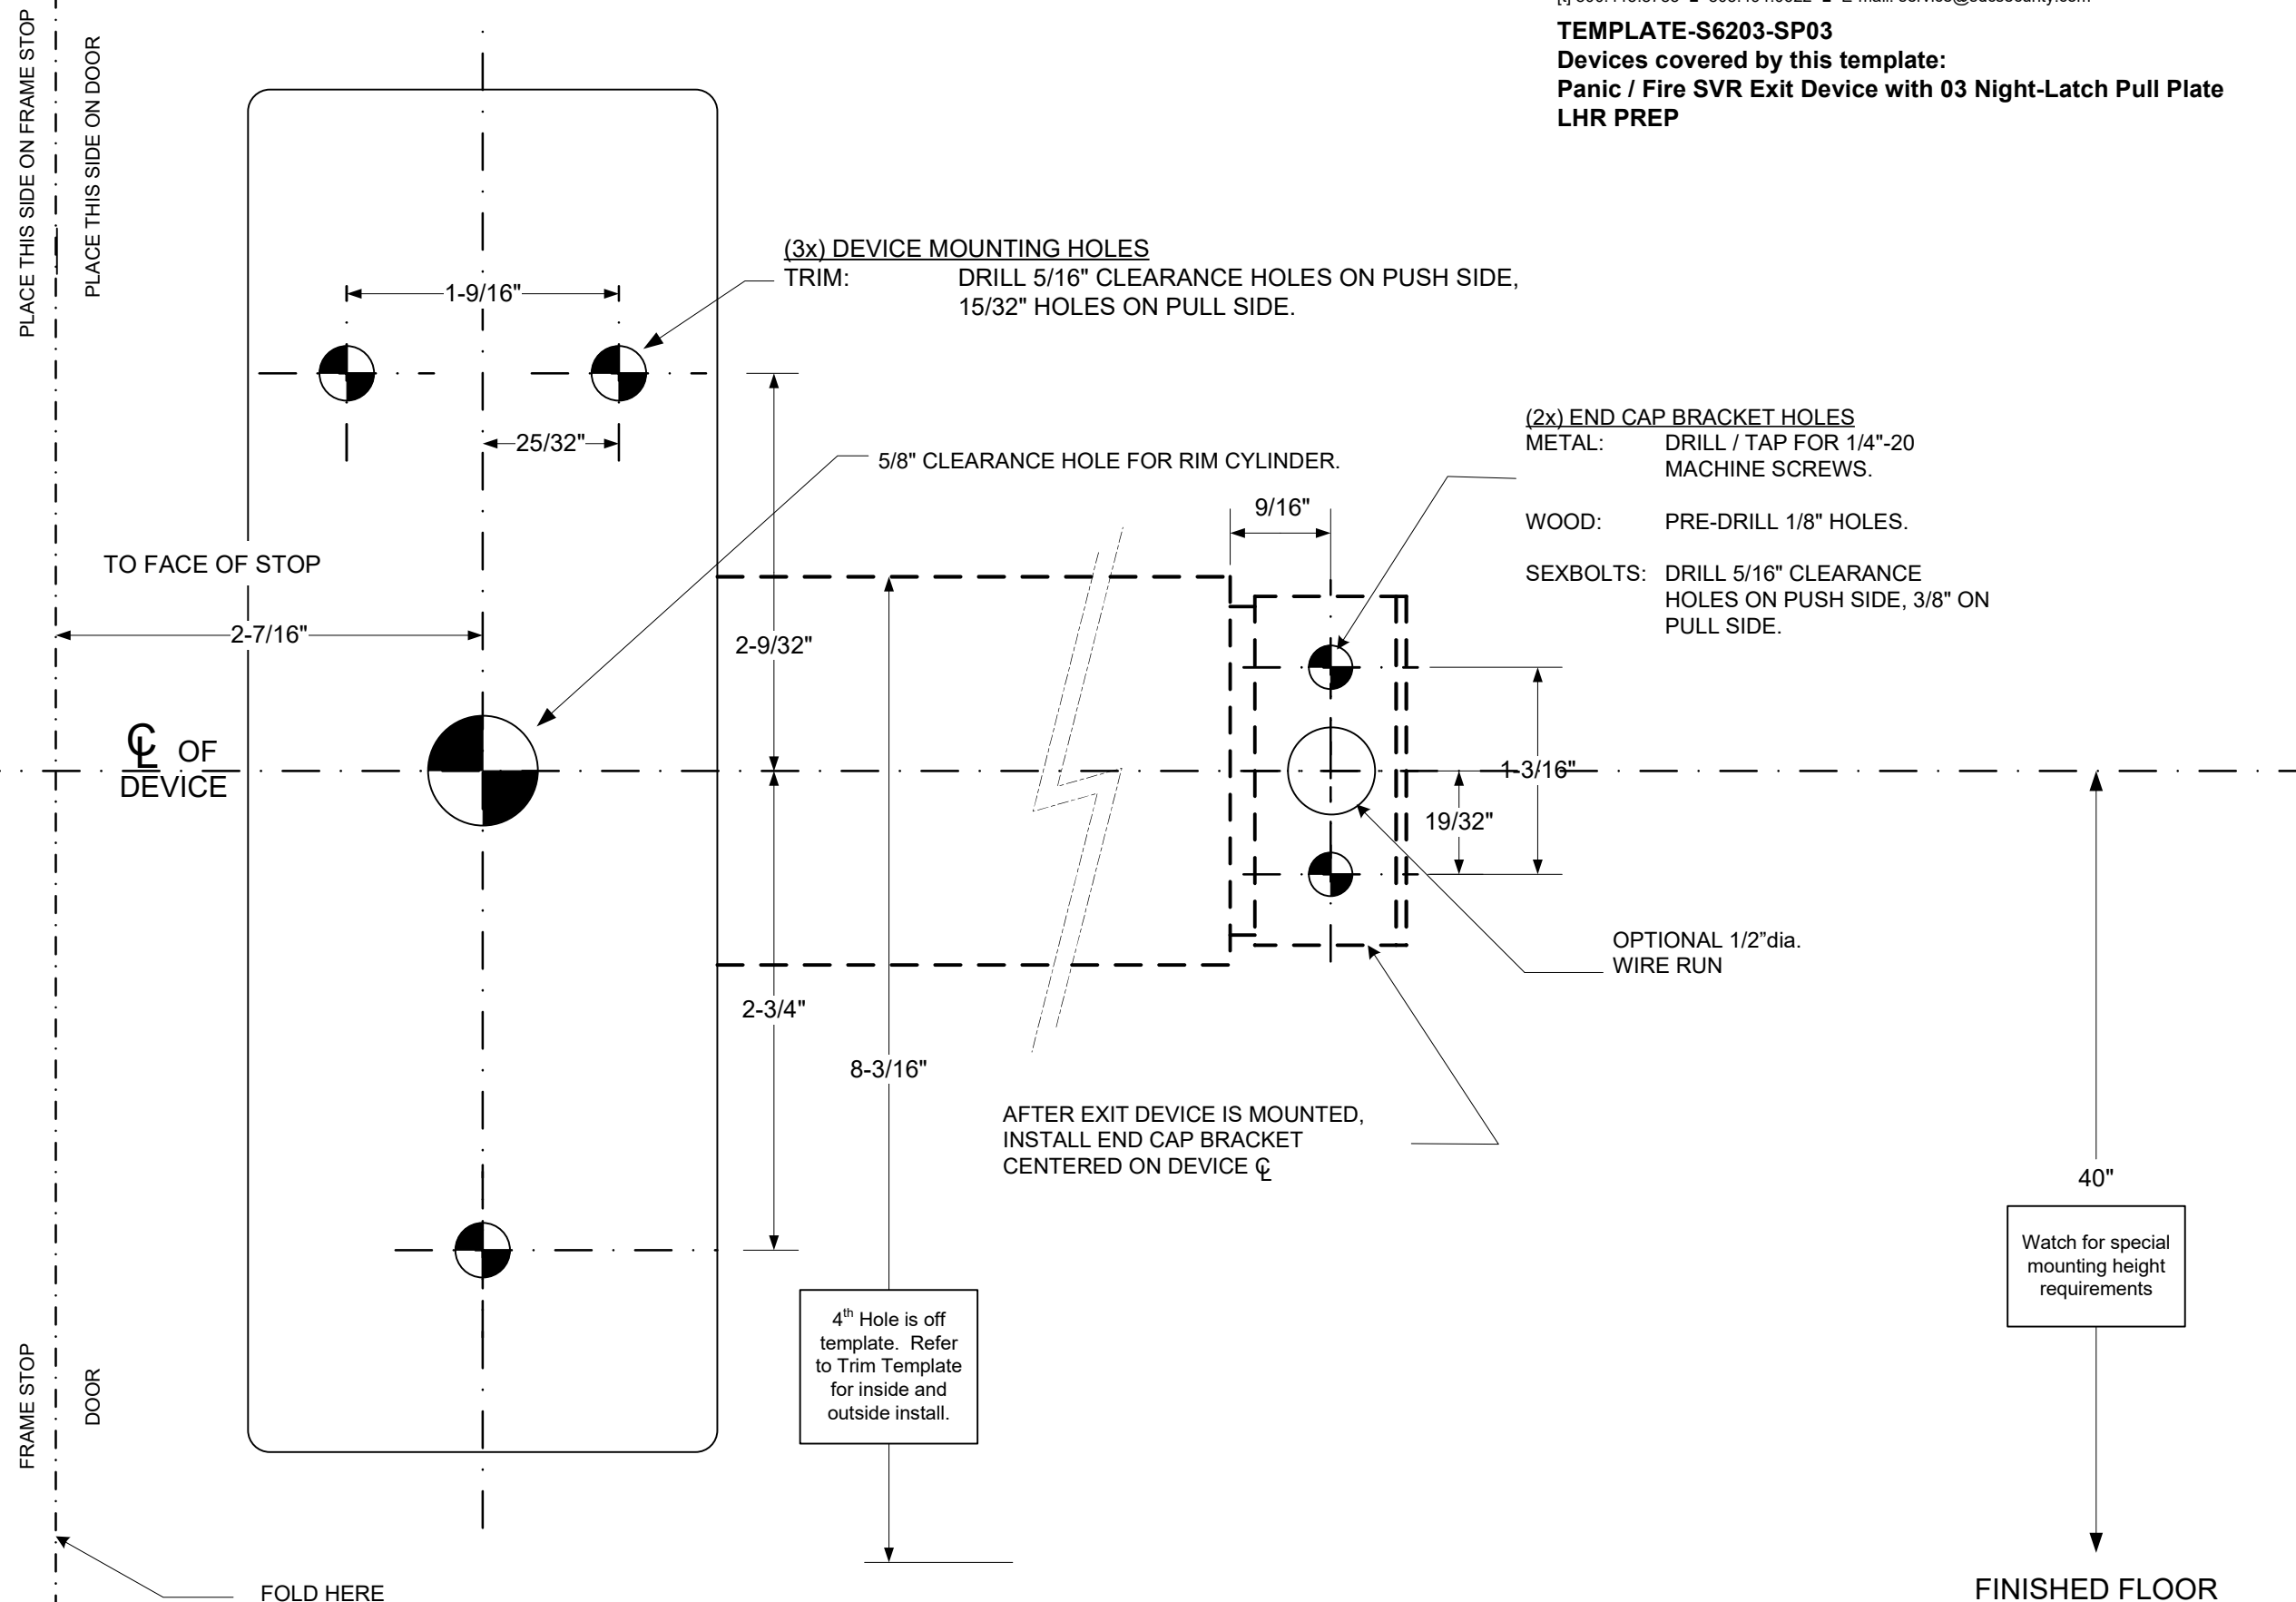 TEMPLATE-S6203-SP03
Devices covered by this template:
Panic / Fire SVR Exit Device with 03 Night-Latch Pull Plate
LHR PREP
PLACE THIS SIDE ON FRAME STOP
PLACE THIS SIDE ON DOOR
(3x) DEVICE MOUNTING HOLES
TRIM: DRILL 5/16" CLEARANCE HOLES ON PUSH SIDE,
15/32" HOLES ON PULL SIDE.
1-9/16"
25/32"
5/8" CLEARANCE HOLE FOR RIM CYLINDER.
(2x) END CAP BRACKET HOLES
METAL: DRILL / TAP FOR 1/4"-20
MACHINE SCREWS.
WOOD: PRE-DRILL 1/8" HOLES.
SEXBOLTS: DRILL 5/16" CLEARANCE
HOLES ON PUSH SIDE, 3/8" ON
PULL SIDE.
9/16"
TO FACE OF STOP
2-7/16"
2-9/32"
℄ OF
DEVICE
1-3/16"
19/32"
OPTIONAL 1/2”dia.
WIRE RUN
2-3/4"
8-3/16"
AFTER EXIT DEVICE IS MOUNTED,
INSTALL END CAP BRACKET
CENTERED ON DEVICE ℄
40"
Watch for special
mounting height
requirements
4th Hole is off
template. Refer
to Trim Template
for inside and
outside install.
FRAME STOP
DOOR
FOLD HERE
FINISHED FLOOR